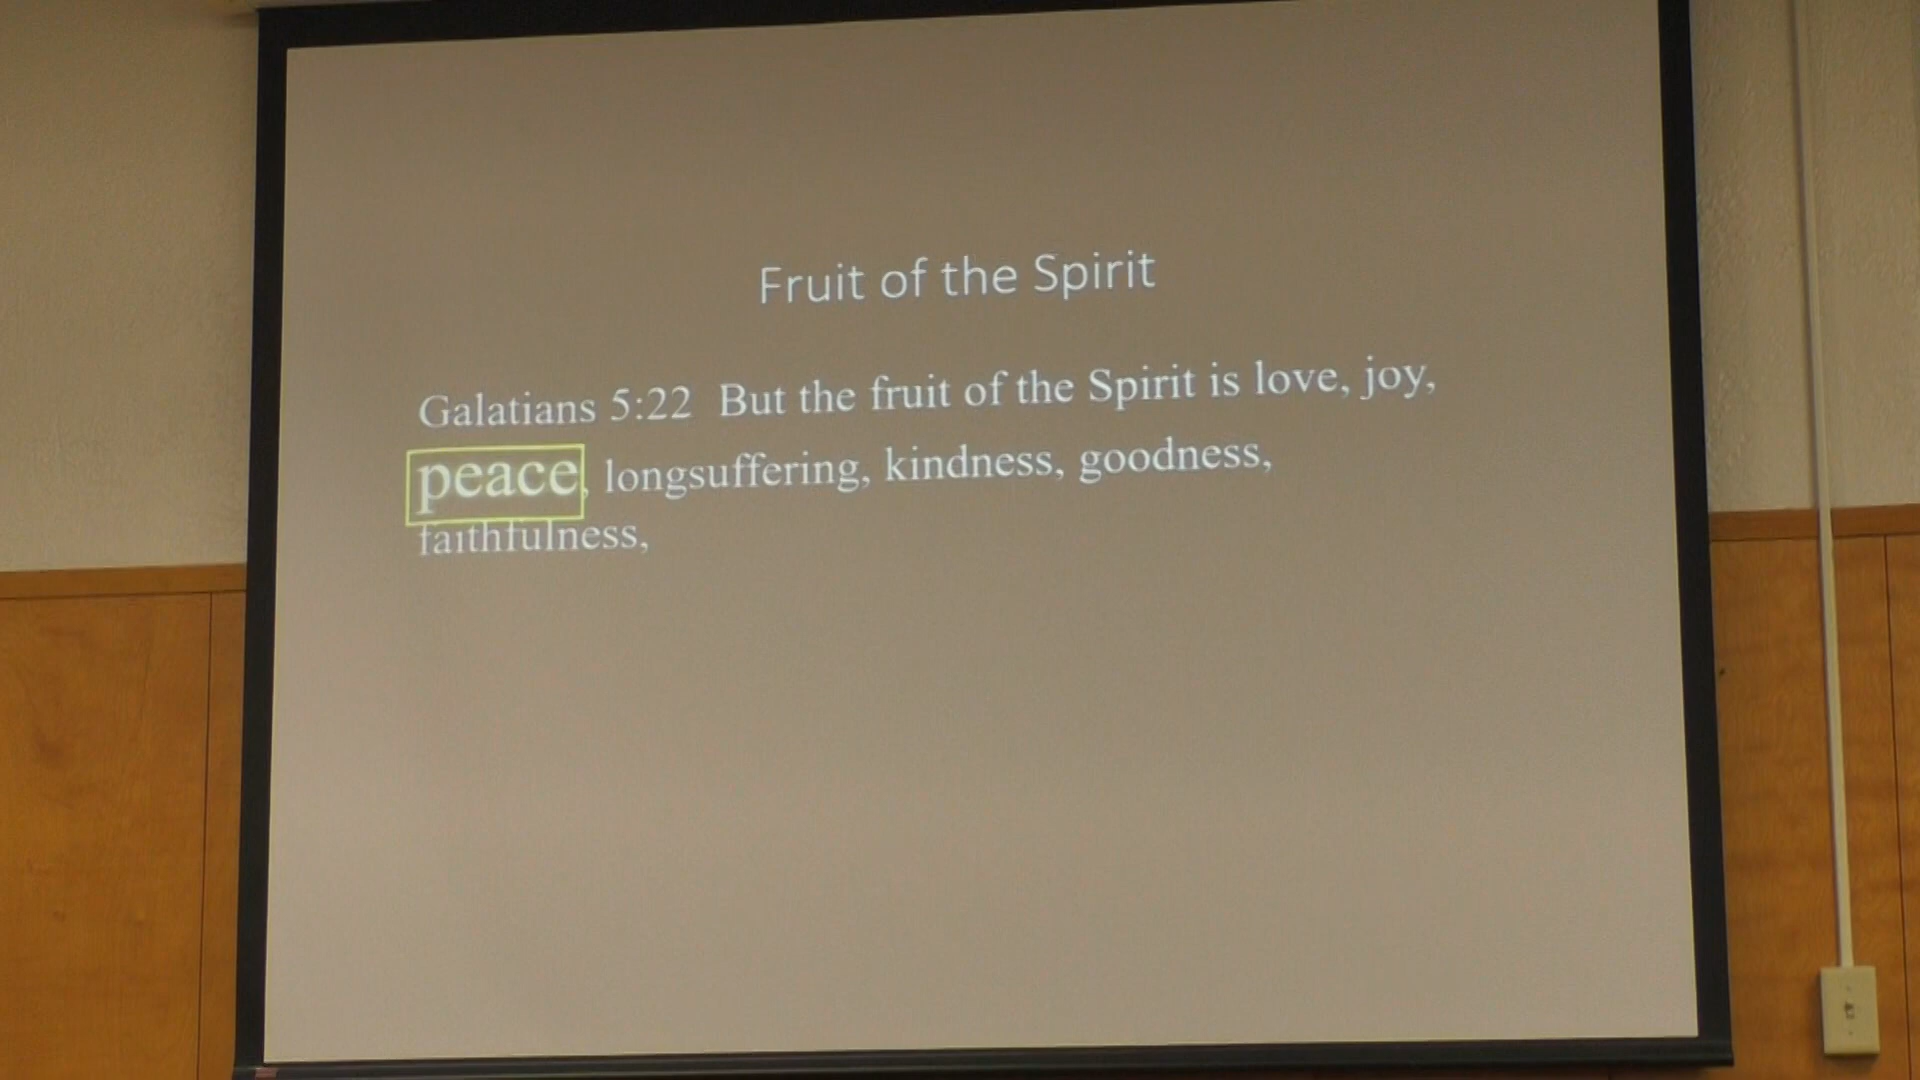 Fruit of the Spirit
Galatians 5:22 But the fruit of the Spirit is love, joy,
peace, longsuffering, kindness, goodness,
faithfulness,